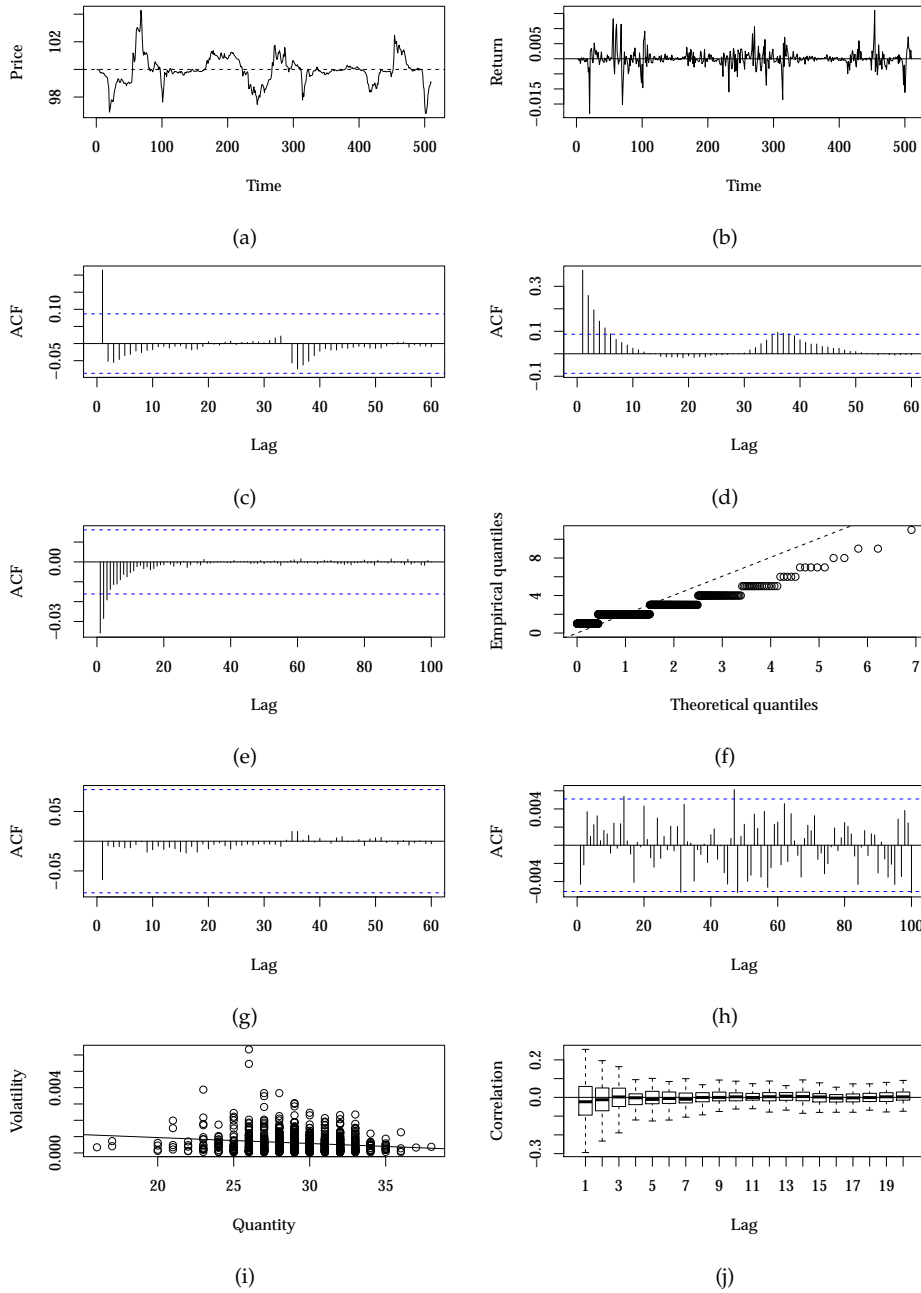 Price
98 102
0 100 200 300 400 500
Time
(a)
Return
−0.015 0.005
0 100 200 300 400 500
Time
(b)
ACF
−0.05 0.10
0 10 20 30 40 50 60
Lag
(c)
ACF
−0.1 0.1 0.3
0 10 20 30 40 50 60
Lag
(d)
ACF
−0.03 0.00
0 20 40 60 80 100
Lag
(e)
Empirical quantiles
0 4 8
0 1 2 3 4 5 6 7
Theoretical quantiles
(f)
ACF
−0.05 0.05
0 10 20 30 40 50 60
Lag
(g)
ACF
−0.004 0.004
0 20 40 60 80 100
Lag
(h)
Volatility
0.0000 0.0004
20 25 30 35
Quantity
(i)
Correlation
−0.3 0.0 0.2
1 3 5 7 9 11 13 15 17 19
Lag
(j)